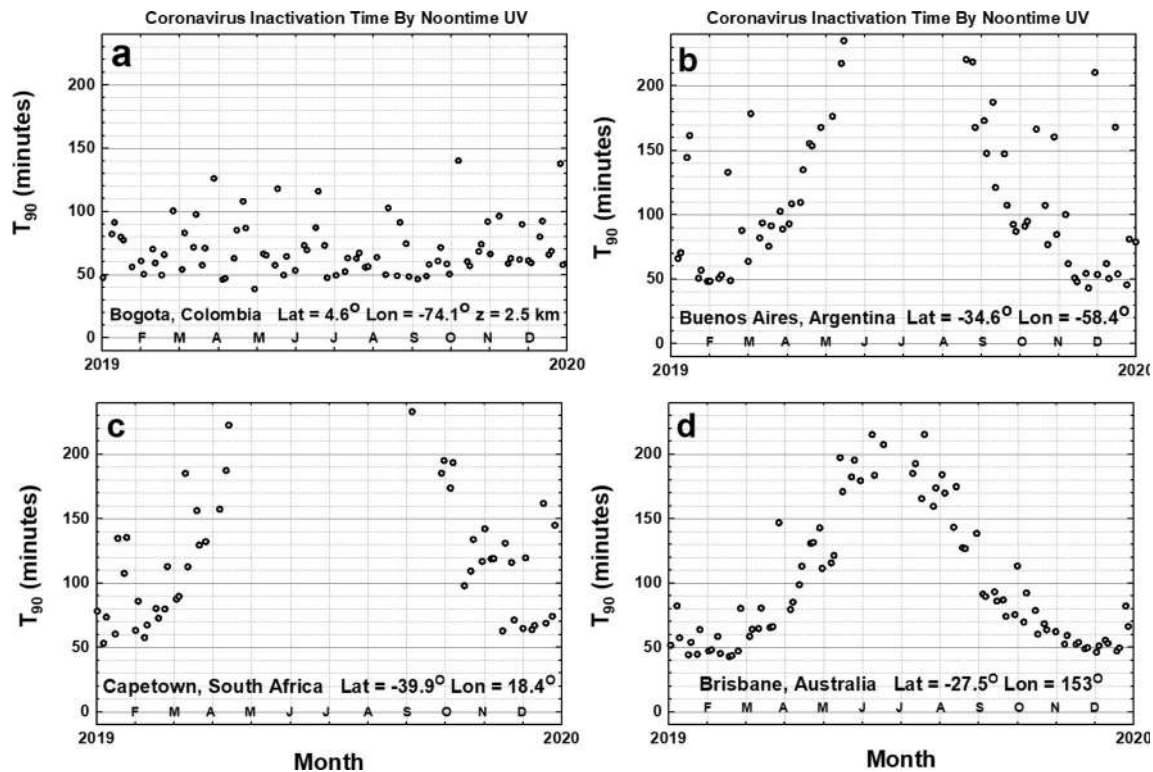 Coronavirus Inactivation Time By Noontime UV
a
T90 (minutes)
200
150
100
50
0
Bogota, Colombia Lat = 4.6° Lon = -74.1° z = 2.5 km
F M A M J J A S O N D
2019 2020
Coronavirus Inactivation Time By Noontime UV
b
T90 (minutes)
200
150
100
50
0
Buenos Aires, Argentina Lat = -34.6° Lon = -58.4°
F M A M J J A S O N D
2019 2020
c
T90 (minutes)
200
150
100
50
0
Capetown, South Africa Lat = -39.9° Lon = 18.4°
F M A M J J A S O N D
2019 2020
Month
d
T90 (minutes)
200
150
100
50
0
Brisbane, Australia Lat = -27.5° Lon = 153°
F M A M J J A S O N D
2019 2020
Month